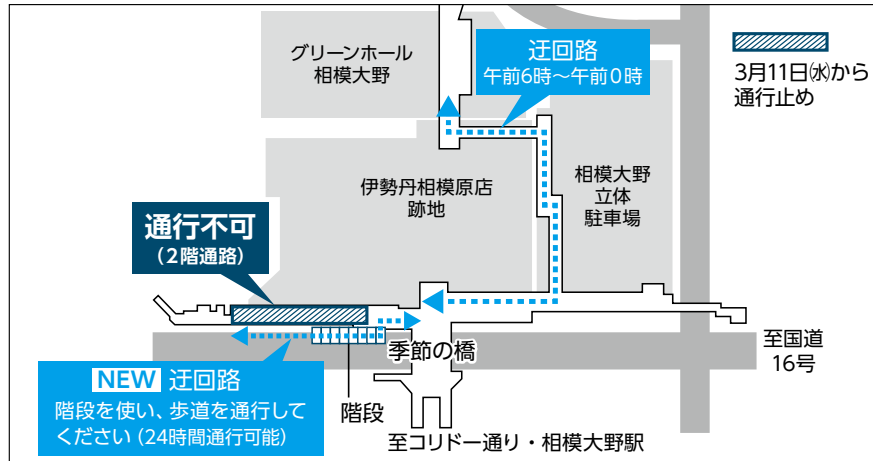 グリーンホール
相模大野
迂回路
午前6時～午前0時
3月11日㈬から
通行止め
伊勢丹相模原店
跡地
相模大野
立体
駐車場
通行不可
（2階通路）
季節の橋
至国道
16号
NEW 迂回路
階段を使い、歩道を通行して
ください（24時間通行可能）
階段
至コリドー通り・相模大野駅